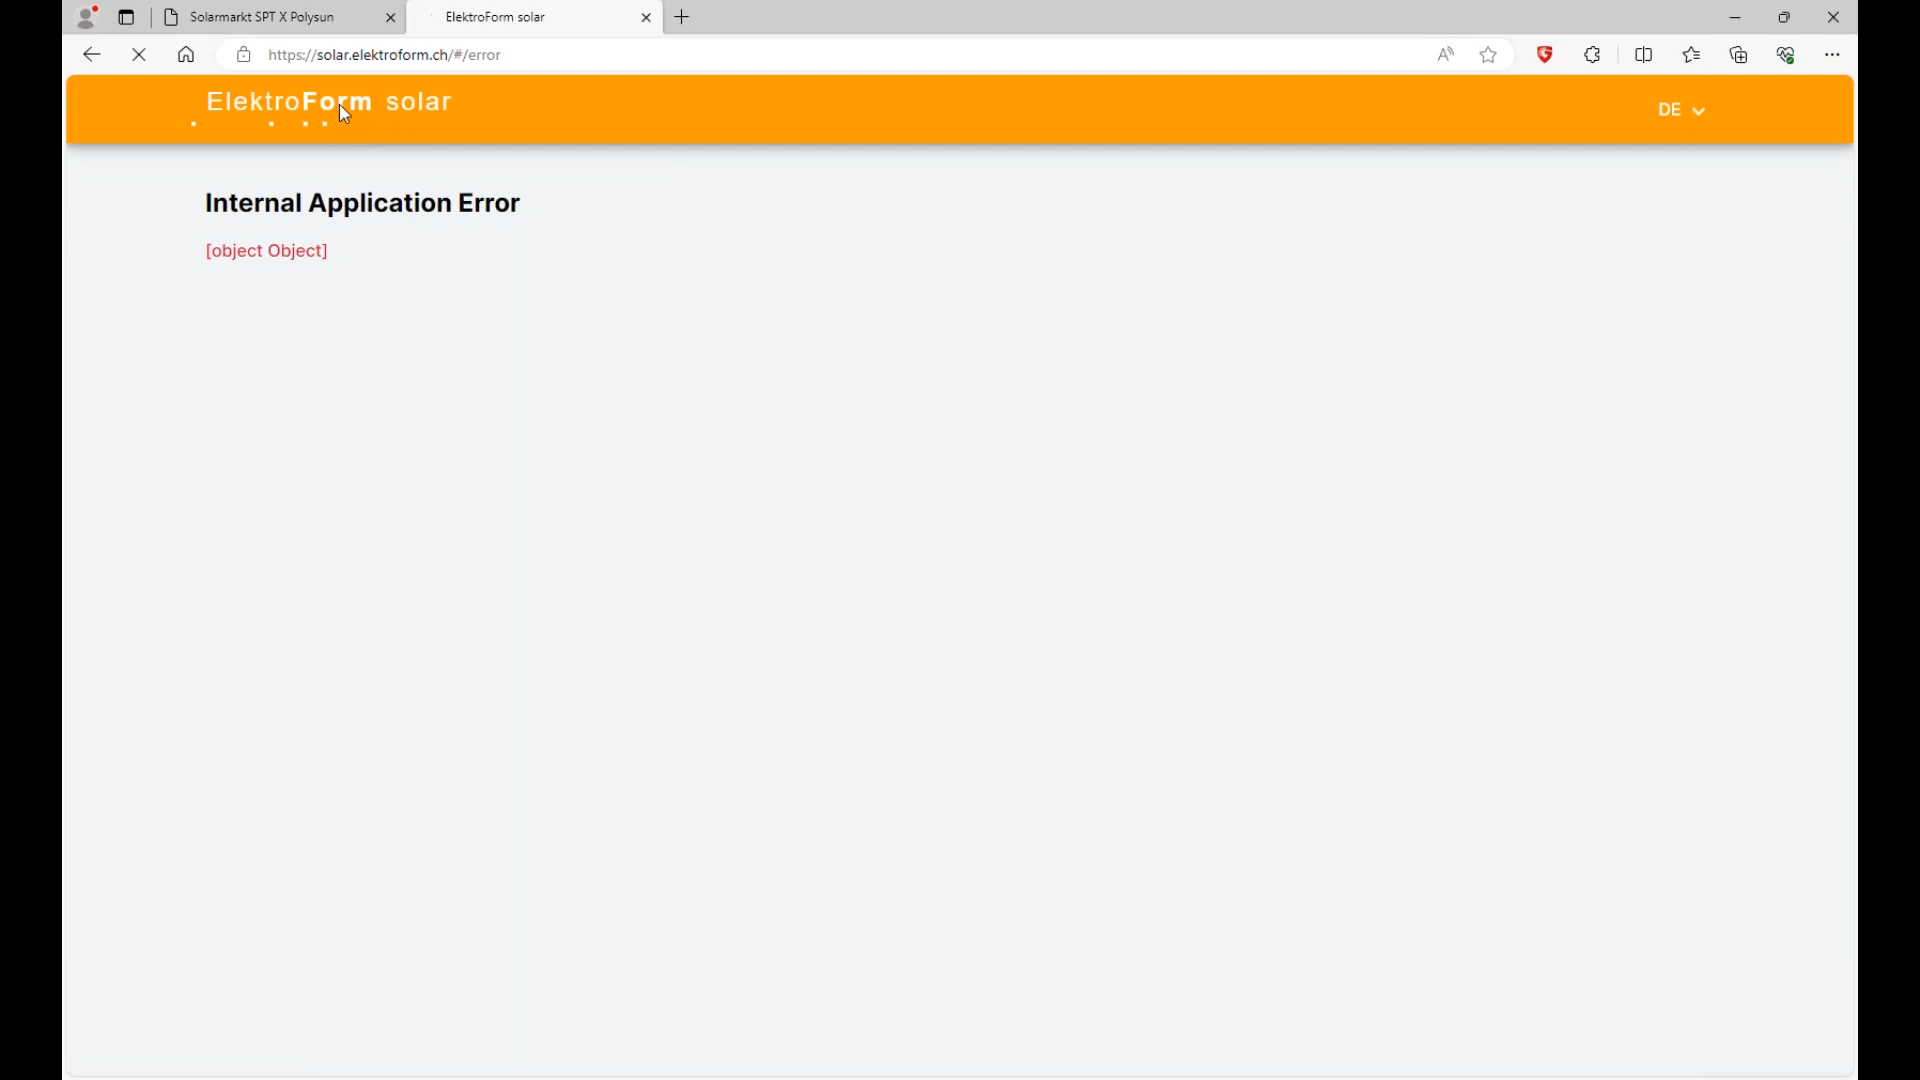 Solarmarkt SPT X Polysun
ElektroForm solar
https://solar.elektroform.ch/#/error
ElektroForm solar
DE
Internal Application Error
[object Object]